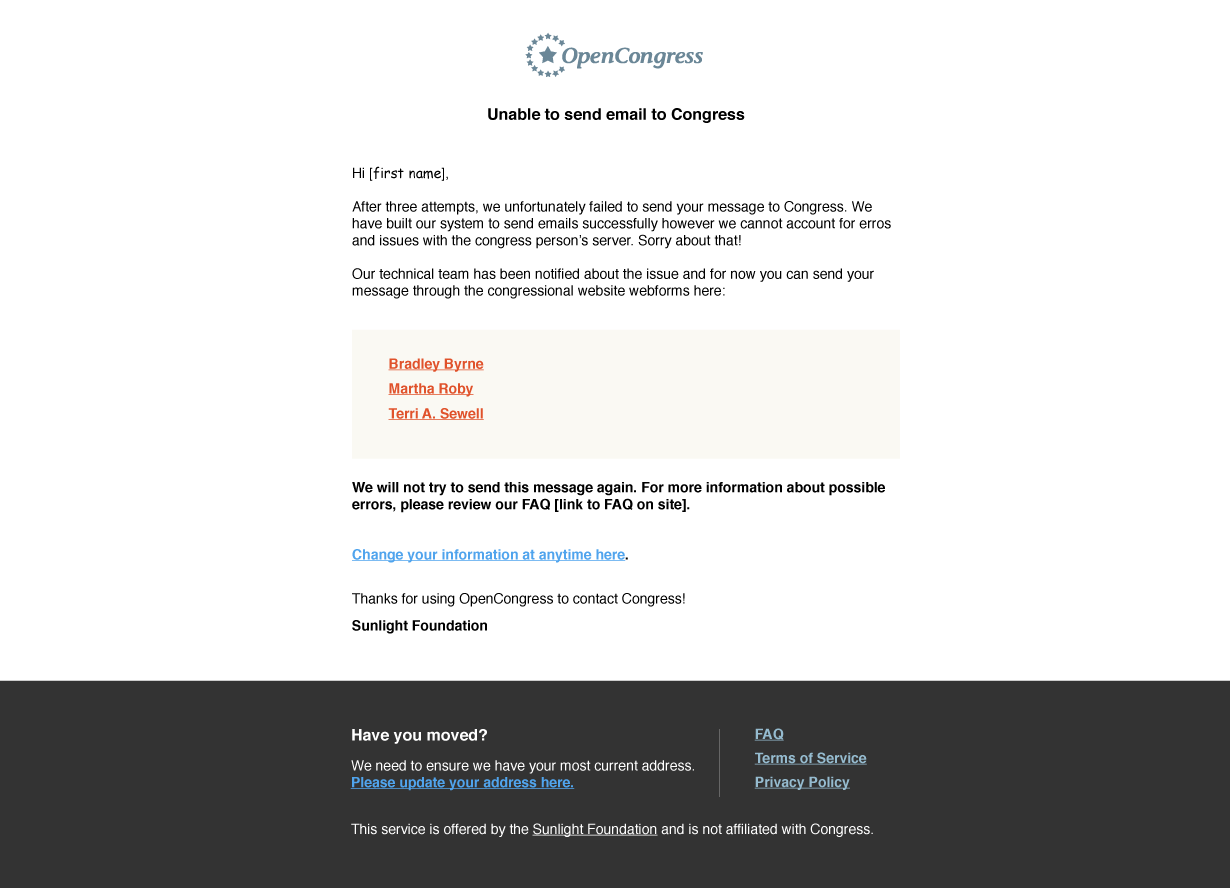 OpenCongress
Unable to send email to Congress
Hi [first name],
After three attempts, we unfortunately failed to send your message to Congress. We
have built our system to send emails successfully however we cannot account for erros
and issues with the congress person’s server. Sorry about that!
Our technical team has been notified about the issue and for now you can send your
message through the congressional website webforms here:
Bradley Byrne
Martha Roby
Terri A. Sewell
We will not try to send this message again. For more information about possible
errors, please review our FAQ [link to FAQ on site].
Change your information at anytime here.
Thanks for using OpenCongress to contact Congress!
Sunlight Foundation
Have you moved?
We need to ensure we have your most current address.
Please update your address here.
FAQ
Terms of Service
Privacy Policy
This service is offered by the Sunlight Foundation and is not affiliated with Congress.